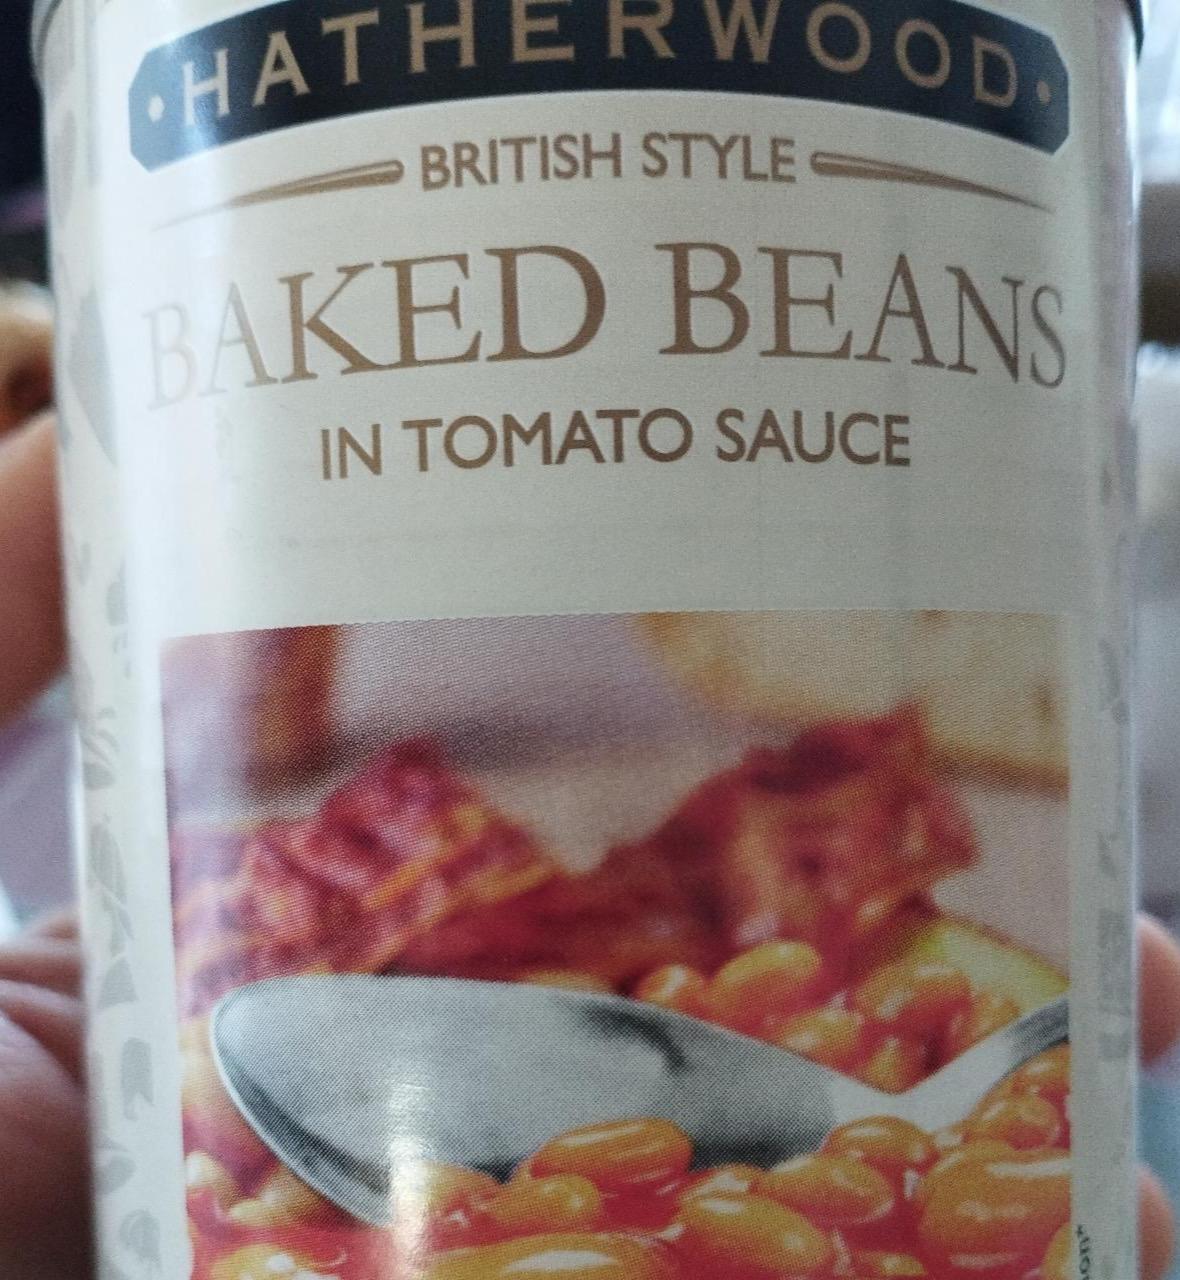 · HATHERWOOD ·
BRITISH STYLE
BAKED BEANS
IN TOMATO SAUCE